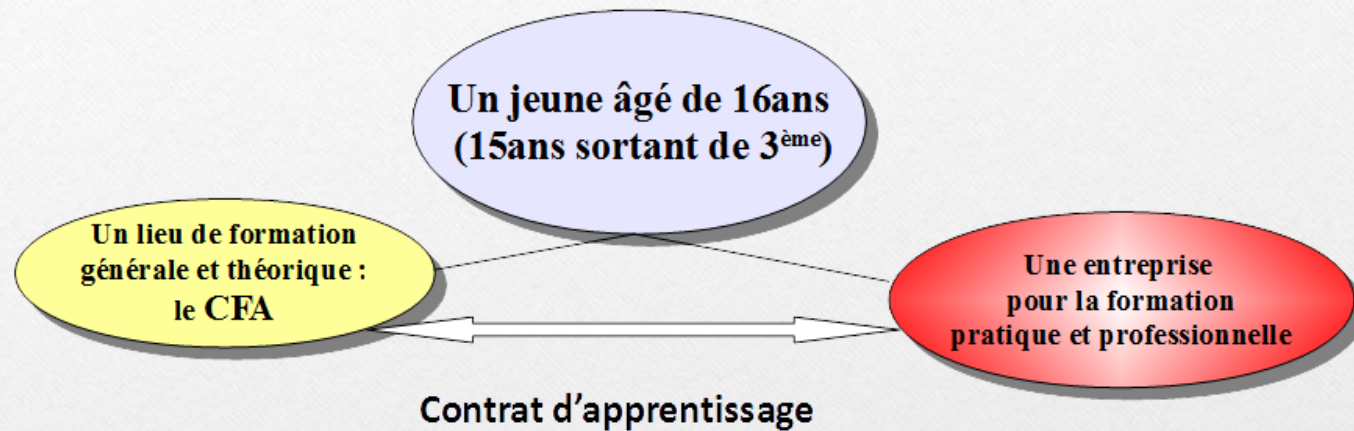 Un jeune âgé de 16ans
(15ans sortant de 3ème)
Un lieu de formation
générale et théorique :
le CFA
Une entreprise
pour la formation
pratique et professionnelle
Contrat d’apprentissage